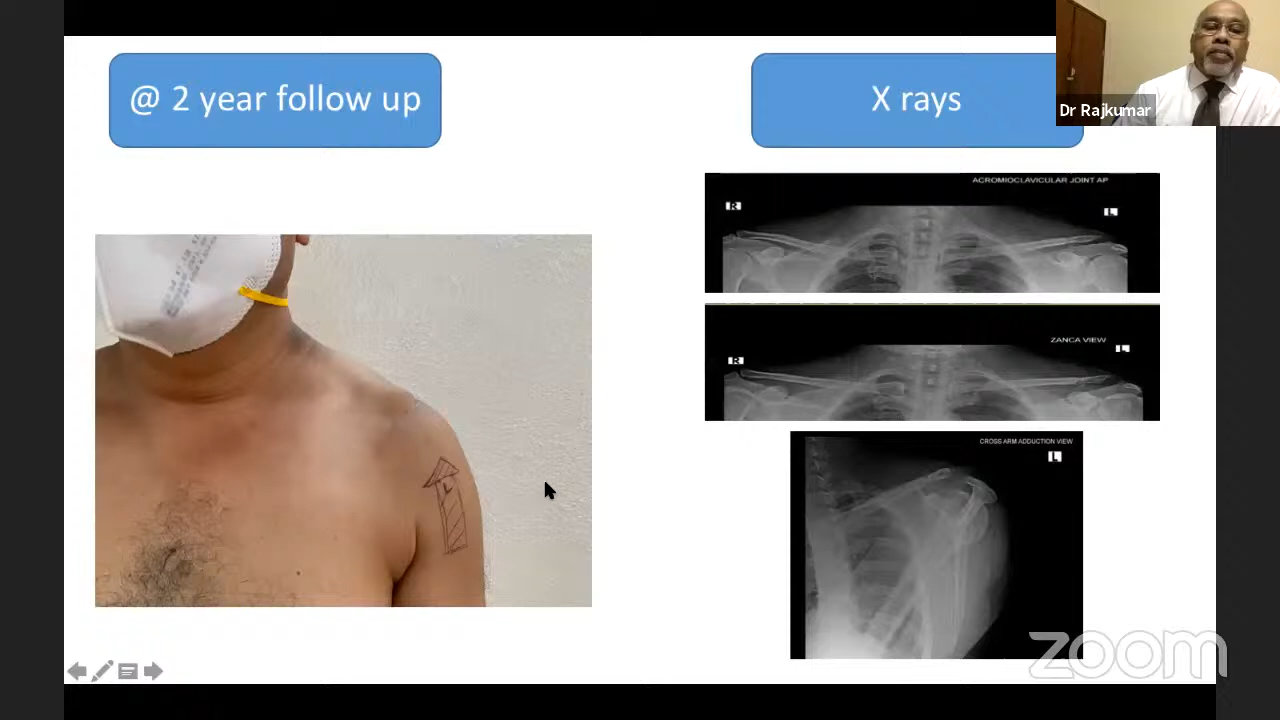 @ 2 year follow up
X rays
Dr Rajkumar
ACROMIOCLAVICULAR JOINT AP
R
L
ZANCA VIEW
R
L
CROSS ARM ADDUCTION VIEW
L
L
zoom